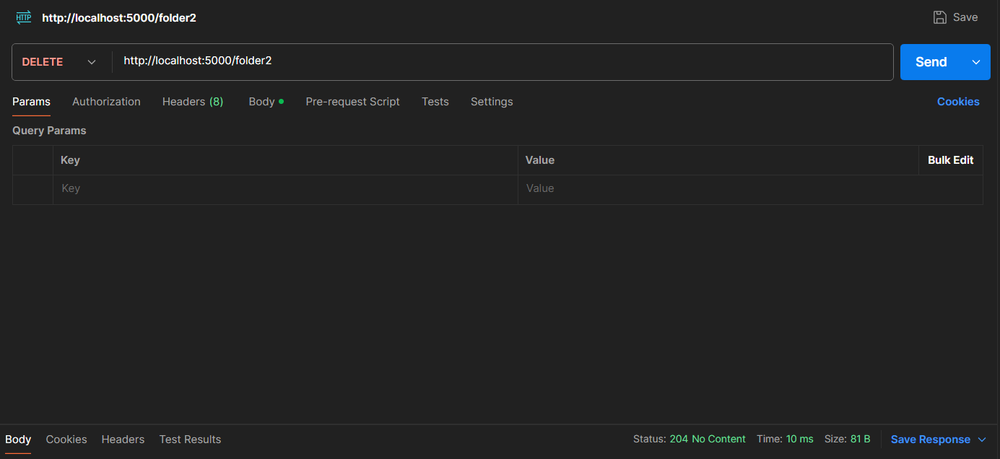 HTTP http://localhost:5000/folder2 Save
DELETE http://localhost:5000/folder2 Send
Params Authorization Headers (8) Body Pre-request Script Tests Settings Cookies
Query Params
Key Value Bulk Edit
Key Value
Body Cookies Headers Test Results Status: 204 No Content Time: 10 ms Size: 81 B Save Response